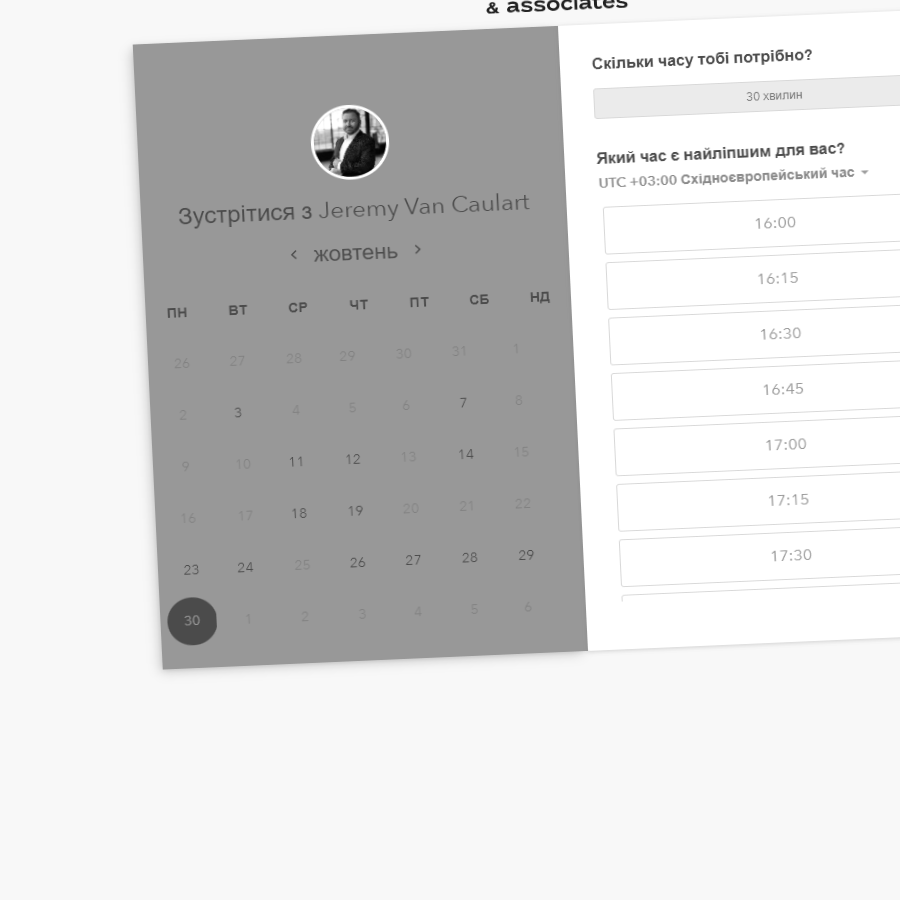 & associates
Зустрітися з Jeremy Van Caulart
жовтень
ПН ВТ СР ЧТ ПТ СБ НД
26 27 28 29 30 31 1
2 3 4 5 6 7 8
9 10 11 12 13 14 15
16 17 18 19 20 21 22
23 24 25 26 27 28 29
30 1 2 3 4 5 6
Скільки часу тобі потрібно?
30 хвилин
Який час є найліпшим для вас?
UTC +03:00 Східноєвропейський час
16:00
16:15
16:30
16:45
17:00
17:15
17:30